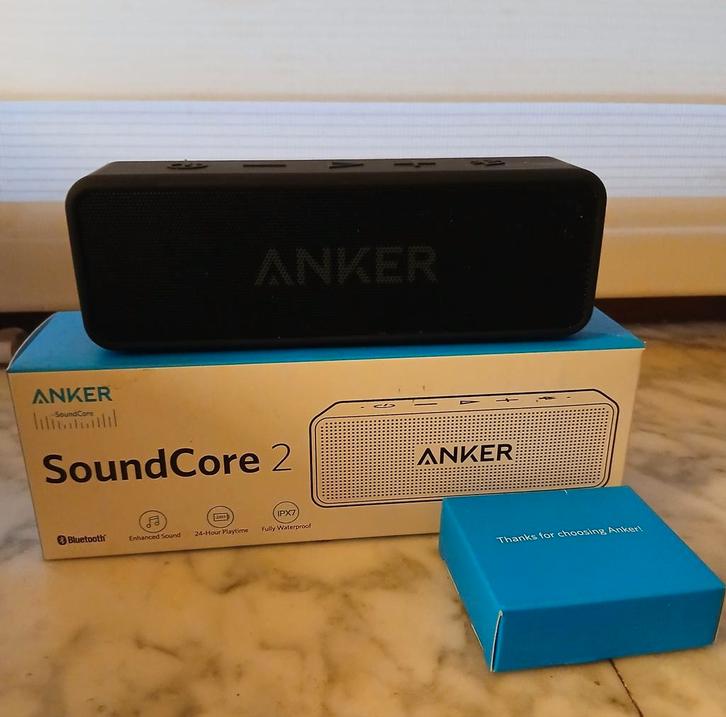 ANKER
ANKER
SoundCore
SoundCore 2
ANKER
Bluetooth
Enhanced Sound
24-Hour Playtime
IPX7
Fully Waterproof
Thanks for choosing Anker!